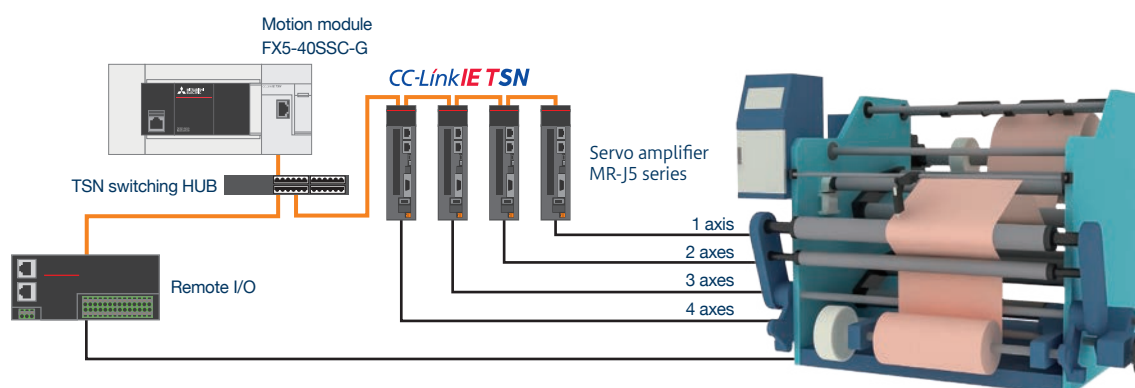 Motion module
FX5-40SSC-G
CC-Link IE TSN
Servo amplifier
MR-J5 series
TSN switching HUB
1 axis
2 axes
3 axes
4 axes
Remote I/O